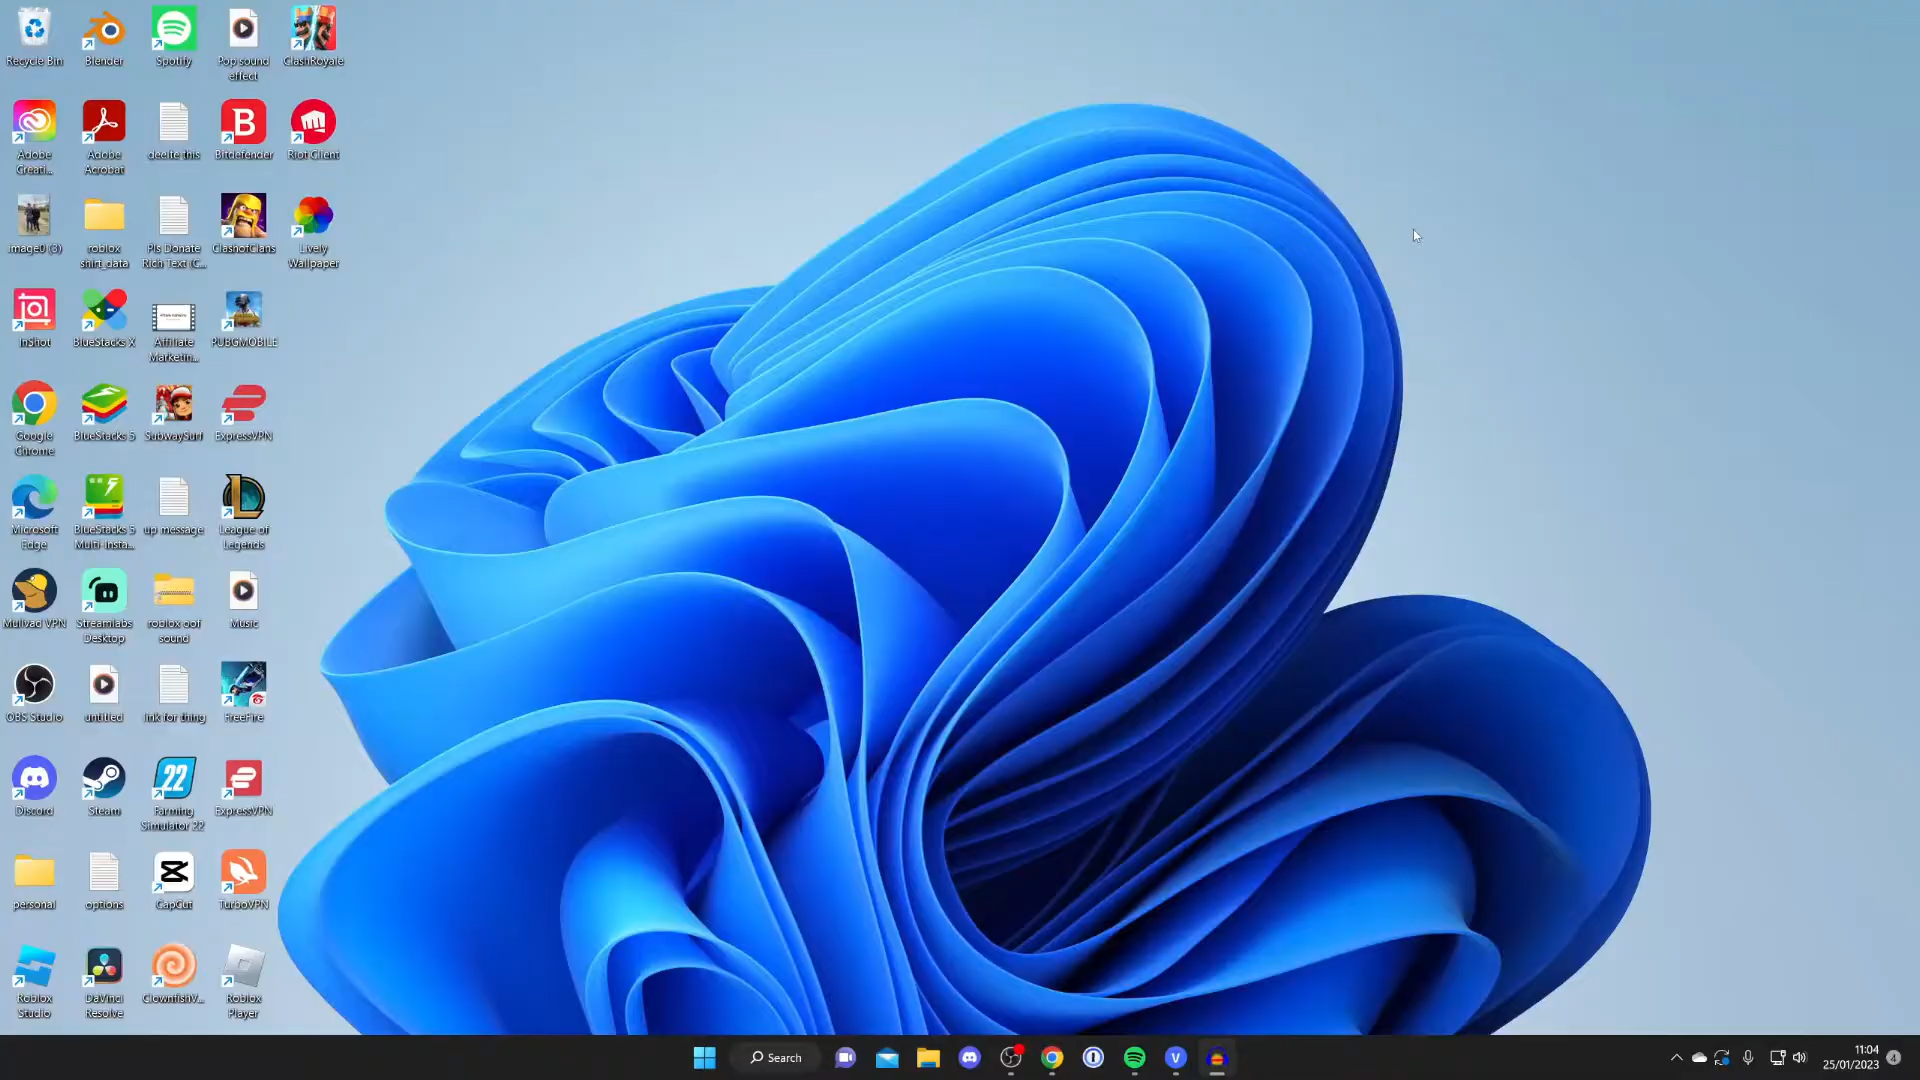 Recycle Bin
Blender
Spotify
Pop sound
effect
ClashRoyale
Adobe
Creati...
Adobe
Acrobat
deelte this
Bitdefender
Riot Client
image0 (3)
roblox
shirt_data
Pls Donate
Rich Text (C...
ClashofClans
Lively
Wallpaper
InShot
BlueStacks X
Affiliate
Marketin...
PUBGMOBILE
Google
Chrome
BlueStacks 5
SubwaySurf
ExpressVPN
Microsoft
Edge
BlueStacks 5
Multi-Insta...
up message
League of
Legends
Mullvad VPN
Streamlabs
Desktop
roblox oof
sound
Music
OBS Studio
untitled
link for thing
FreeFire
Discord
Steam
22
Farming
Simulator 22
ExpressVPN
personal
options
CapCut
TurboVPN
Roblox
Studio
DaVinci
Resolve
ClownfishV...
Roblox
Player
Search
11:04
25/01/2023
4